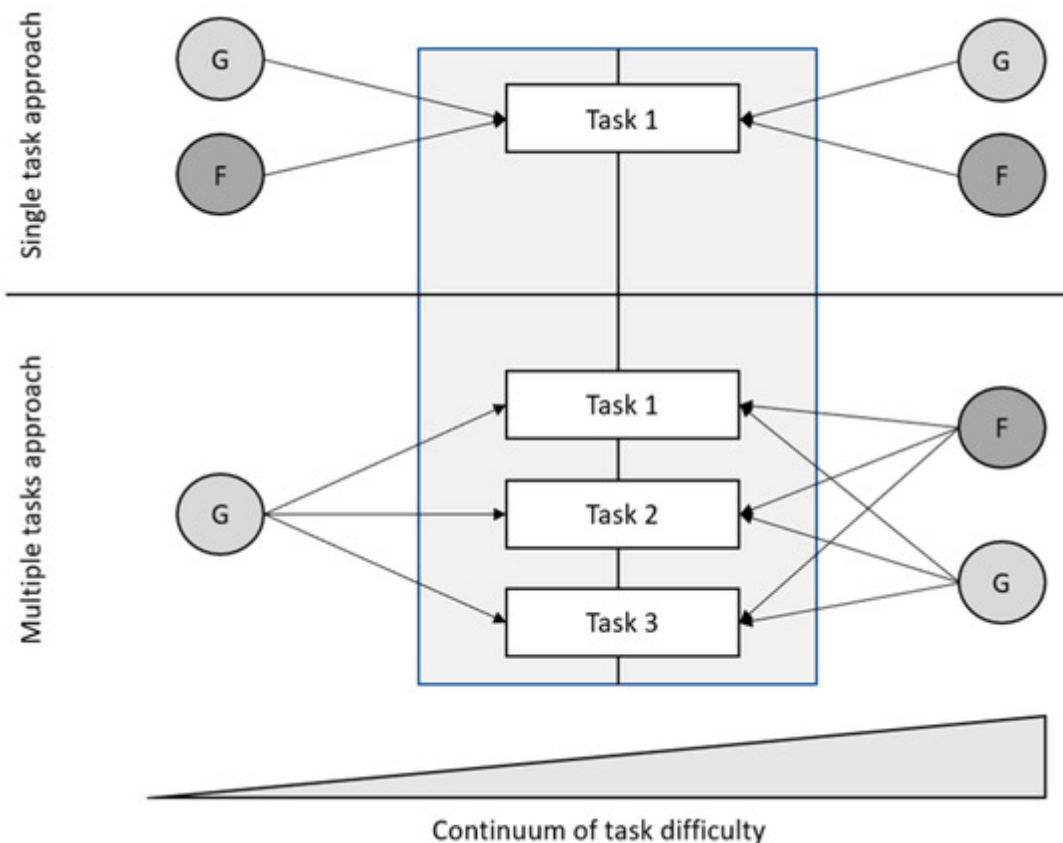 Single task approach
G
G
Task 1
F
F
Multiple tasks approach
Task 1
F
G
Task 2
G
Task 3
Continuum of task difficulty